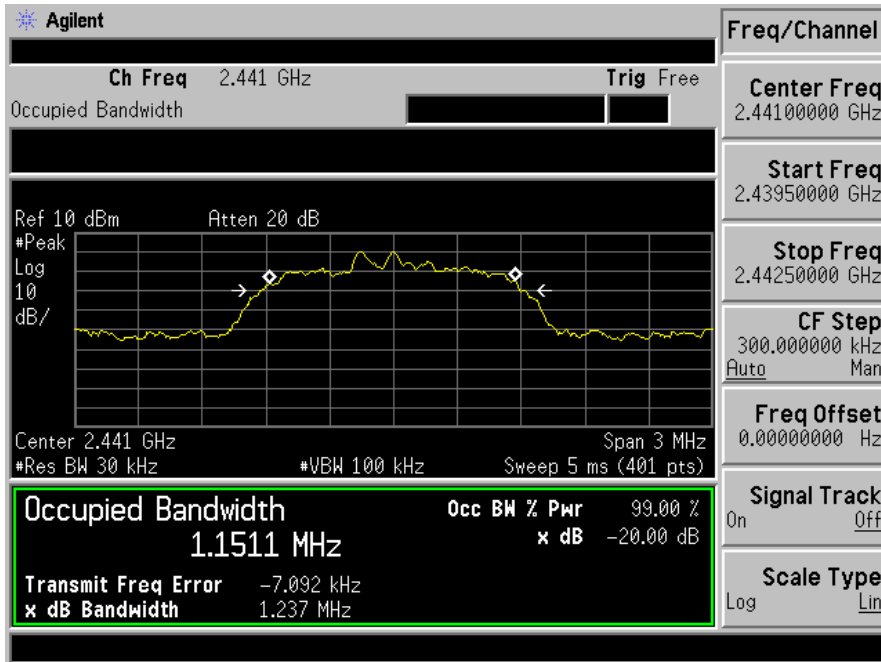 Agilent
Freq/Channel
Ch Freq 2.441 GHz Trig Free
Occupied Bandwidth
Center Freq
2.44100000 GHz
Start Freq
2.43950000 GHz
Stop Freq
2.44250000 GHz
CF Step
300.000000 kHz
Auto Man
Freq Offset
0.00000000 Hz
Signal Track
On Off
Scale Type
Log Lin
Ref 10 dBm Atten 20 dB
#Peak
Log
10
dB/
Center 2.441 GHz Span 3 MHz
#Res BW 30 kHz #VBW 100 kHz Sweep 5 ms (401 pts)
Occupied Bandwidth
1.1511 MHz
Occ BW % Pwr 99.00 %
x dB -20.00 dB
Transmit Freq Error -7.092 kHz
x dB Bandwidth 1.237 MHz